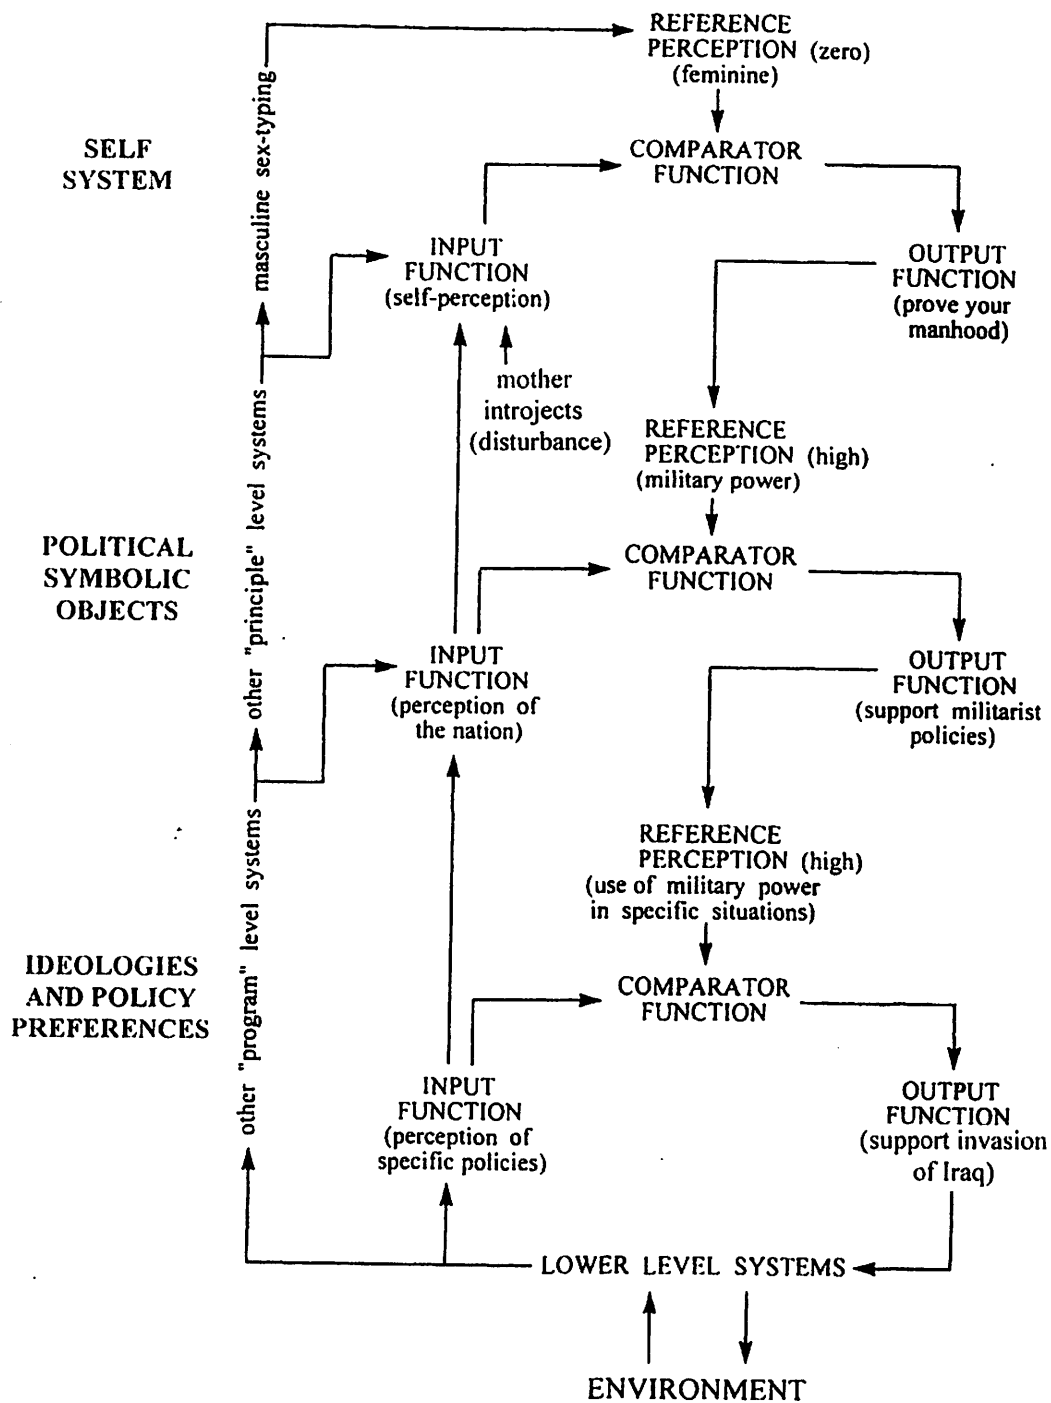 REFERENCE
PERCEPTION (zero)
(feminine)
SELF
SYSTEM
masculine sex-typing
COMPARATOR
FUNCTION
INPUT
FUNCTION
(self-perception)
OUTPUT
FUNCTION
(prove your
manhood)
mother
introjects
(disturbance)
REFERENCE
PERCEPTION (high)
(military power)
POLITICAL
SYMBOLIC
OBJECTS
other "principle" level systems
COMPARATOR
FUNCTION
INPUT
FUNCTION
(perception of
the nation)
OUTPUT
FUNCTION
(support militarist
policies)
REFERENCE
PERCEPTION (high)
(use of military power
in specific situations)
IDEOLOGIES
AND POLICY
PREFERENCES
other "program" level systems
COMPARATOR
FUNCTION
INPUT
FUNCTION
(perception of
specific policies)
OUTPUT
FUNCTION
(support invasion
of Iraq)
LOWER LEVEL SYSTEMS
ENVIRONMENT